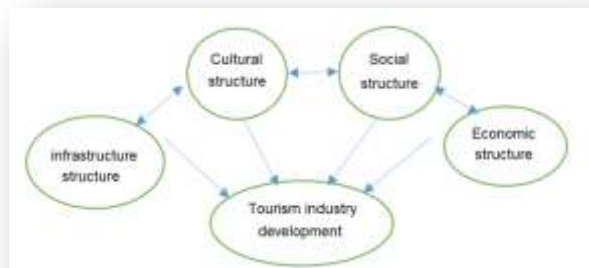 Cultural
structure
Social
structure
infrastructure
structure
Economic
structure
Tourism industry
development